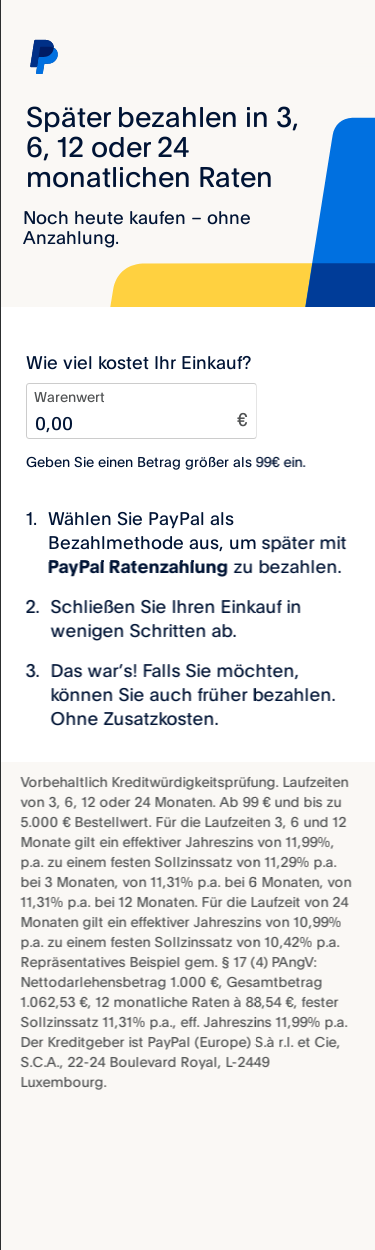 Später bezahlen in 3,
6, 12 oder 24
monatlichen Raten
Noch heute kaufen – ohne
Anzahlung.
Wie viel kostet Ihr Einkauf?
Warenwert
0,00 €
Geben Sie einen Betrag größer als 99€ ein.
1. Wählen Sie PayPal als
Bezahlmethode aus, um später mit
PayPal Ratenzahlung zu bezahlen.
2. Schließen Sie Ihren Einkauf in
wenigen Schritten ab.
3. Das war’s! Falls Sie möchten,
können Sie auch früher bezahlen.
Ohne Zusatzkosten.
Vorbehaltlich Kreditwürdigkeitsprüfung. Laufzeiten
von 3, 6, 12 oder 24 Monaten. Ab 99 € und bis zu
5.000 € Bestellwert. Für die Laufzeiten 3, 6 und 12
Monate gilt ein effektiver Jahreszins von 11,99%,
p.a. zu einem festen Sollzinssatz von 11,29% p.a.
bei 3 Monaten, von 11,31% p.a. bei 6 Monaten, von
11,31% p.a. bei 12 Monaten. Für die Laufzeit von 24
Monaten gilt ein effektiver Jahreszins von 10,99%
p.a. zu einem festen Sollzinssatz von 10,42% p.a.
Repräsentatives Beispiel gem. § 17 (4) PAngV:
Nettodarlehensbetrag 1.000 €, Gesamtbetrag
1.062,53 €, 12 monatliche Raten à 88,54 €, fester
Sollzinssatz 11,31% p.a., eff. Jahreszins 11,99% p.a.
Der Kreditgeber ist PayPal (Europe) S.à r.l. et Cie,
S.C.A., 22-24 Boulevard Royal, L-2449
Luxembourg.